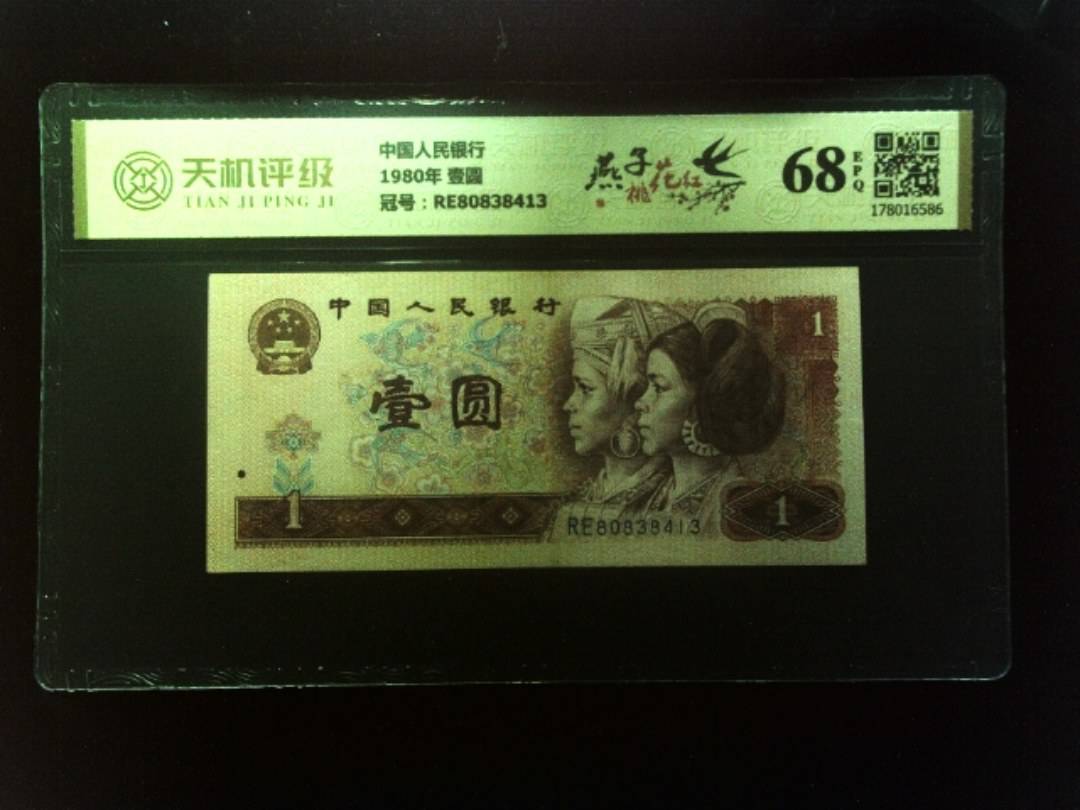 天机评级
TIAN JI PING JI
中国人民银行
1980年 壹圆
冠号：RE80838413
燕子
桃花红
68
EPQ
178016586
中国人民银行
壹圆
1
1
1
RE80838413